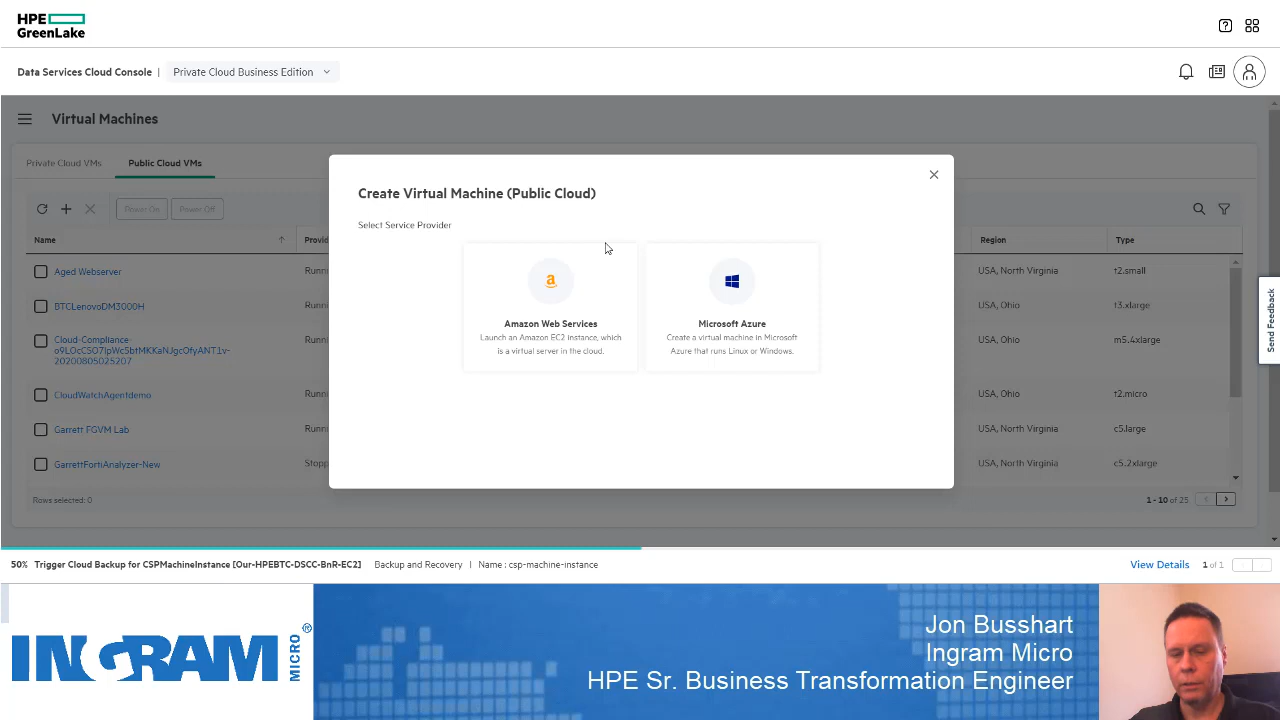 HPE
GreenLake
Data Services Cloud Console | Private Cloud Business Edition
Virtual Machines
Private Cloud VMs Public Cloud VMs
Power On Power Off
Name Provid Region Type
Aged Webserver Runni USA, North Virginia t2.small
BTCLenovoDM3000H Runni USA, Ohio t3.xlarge
Cloud-Compliance- Runni USA, Ohio m5.4xlarge
20200805025207
CloudWatchAgentdemo Runni USA, Ohio t2.micro
Garrett FGVM Lab Runni USA, North Virginia c5.large
GarrettFortiAnalyzer-New Stopp USA, North Virginia c5.2xlarge
Rows selected: 0 1 - 10 of 25
Create Virtual Machine (Public Cloud)
Select Service Provider
Amazon Web Services
Launch an Amazon EC2 instance, which
is a virtual server in the cloud.
Microsoft Azure
Create a virtual machine in Microsoft
Azure that runs Linux or Windows.
Send Feedback
50% Trigger Cloud Backup for CSPMachineInstance [Our-HPEBTC-DSCC-BnR-EC2] Backup and Recovery | Name : csp-machine-instance View Details 1 of 1
INGRAM MICRO ®
Jon Busshart
Ingram Micro
HPE Sr. Business Transformation Engineer